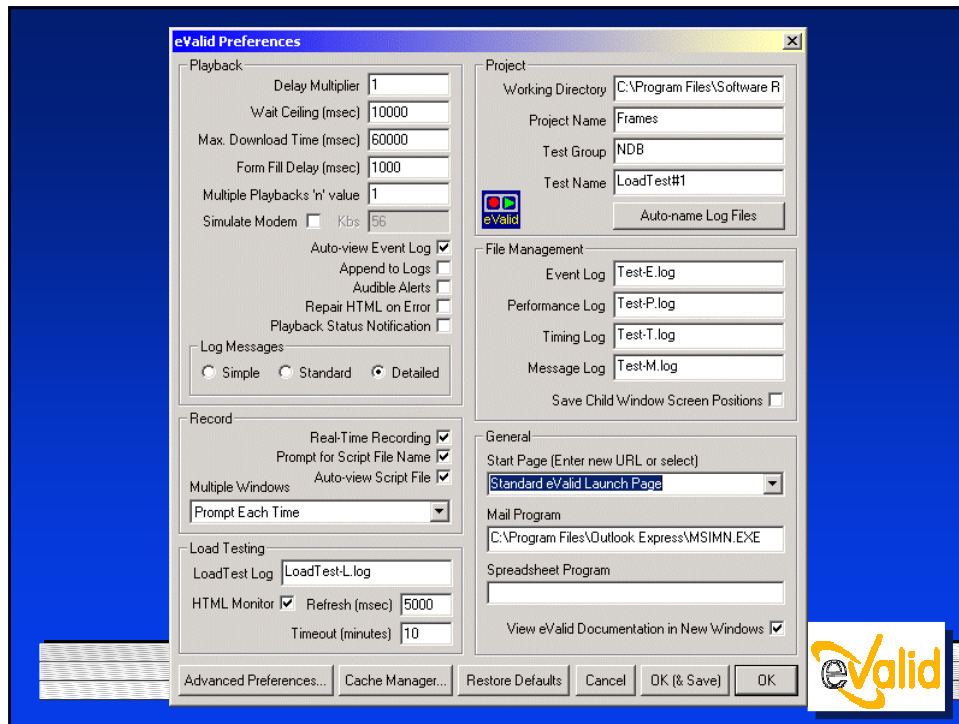 eValid Preferences
Playback
Delay Multiplier 1
Wait Ceiling (msec) 10000
Max. Download Time (msec) 60000
Form Fill Delay (msec) 1000
Multiple Playbacks 'n' value 1
Simulate Modem Kbs 56
Auto-view Event Log
Append to Logs
Audible Alerts
Repair HTML on Error
Playback Status Notification
Log Messages
Simple Standard Detailed
Record
Real-Time Recording
Prompt for Script File Name
Auto-view Script File
Multiple Windows
Prompt Each Time
Load Testing
LoadTest Log LoadTest-L.log
HTML Monitor Refresh (msec) 5000
Timeout (minutes) 10
Project
Working Directory C:\Program Files\Software R
Project Name Frames
Test Group NDB
Test Name LoadTest#1
eValid
Auto-name Log Files
File Management
Event Log Test-E.log
Performance Log Test-P.log
Timing Log Test-T.log
Message Log Test-M.log
Save Child Window Screen Positions
General
Start Page (Enter new URL or select)
Standard eValid Launch Page
Mail Program
C:\Program Files\Outlook Express\MSIMN.EXE
Spreadsheet Program
View eValid Documentation in New Windows
Advanced Preferences... Cache Manager... Restore Defaults Cancel OK (& Save) OK
eValid